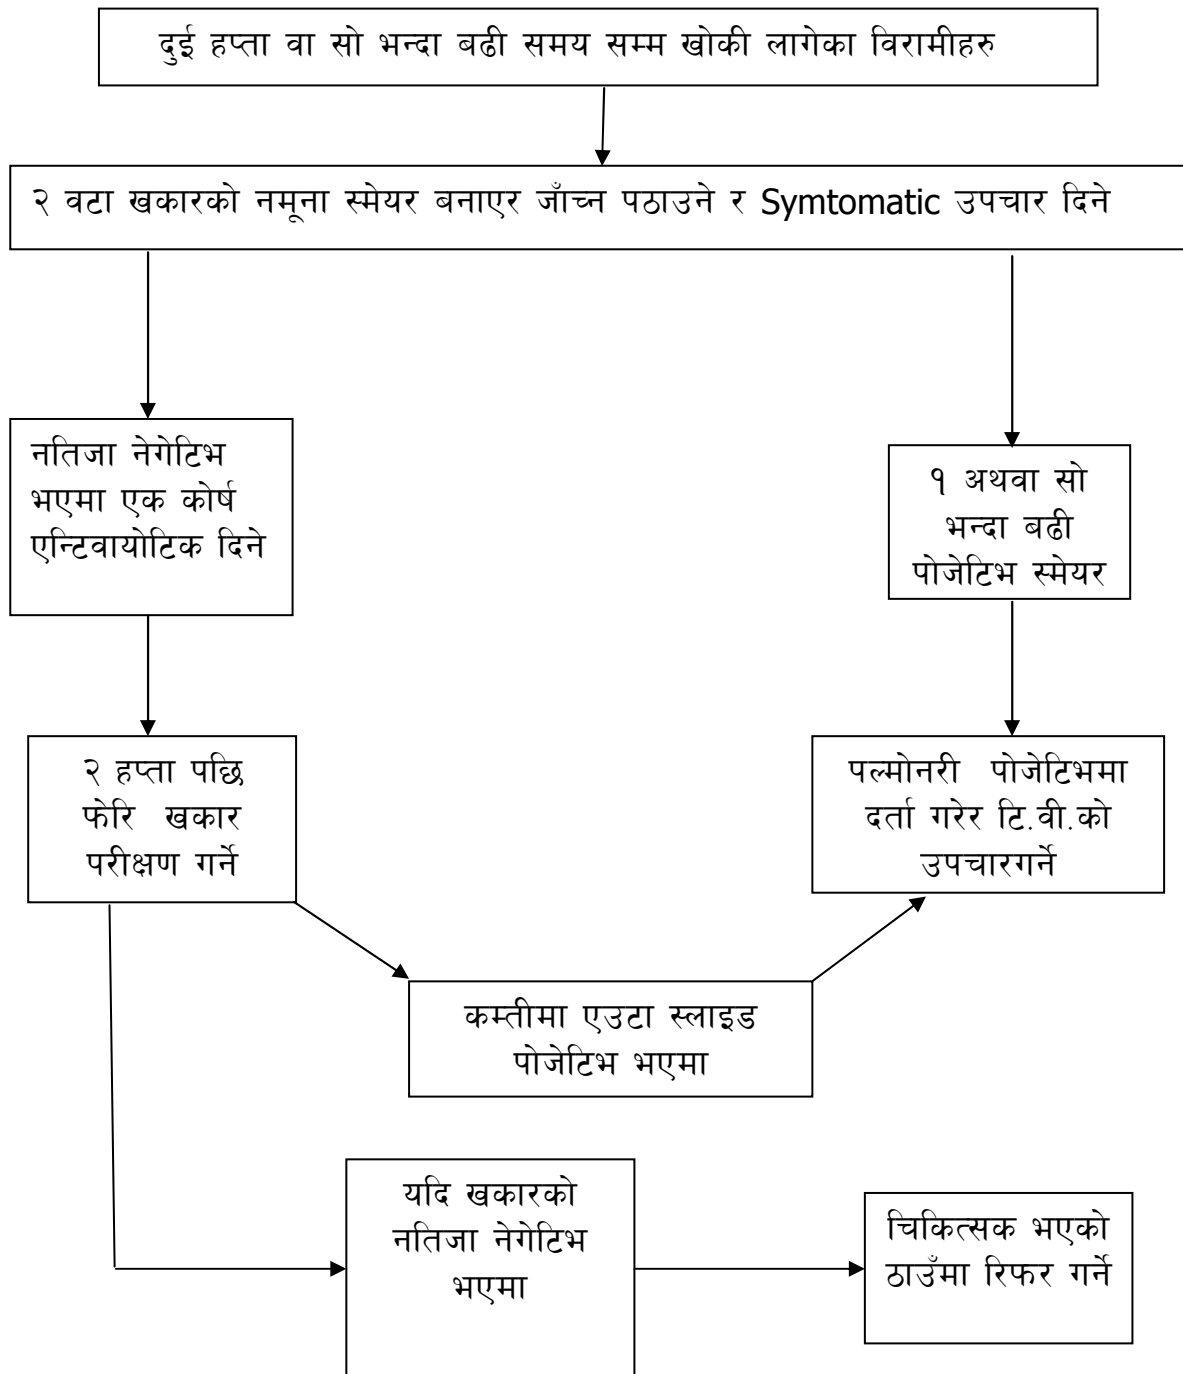 दुई हप्ता वा सो भन्दा बढी समय सम्म खोकी लागेका विरामीहरु
२ वटा खकारको नमूना स्मेयर बनाएर जाँच्न पठाउने र Symtomatic उपचार दिने
नतिजा नेगेटिभ
भएमा एक कोर्ष
एन्टिवायोटिक दिने
१ अथवा सो
भन्दा बढी
पोजेटिभ स्मेयर
२ हप्ता पछि
फेरि खकार
परीक्षण गर्ने
पल्मोनरी पोजेटिभमा
दर्ता गरेर टि.वी.को
उपचारगर्ने
कम्तीमा एउटा स्लाइड
पोजेटिभ भएमा
यदि खकारको
नतिजा नेगेटिभ
भएमा
चिकित्सक भएको
ठाउँमा रिफर गर्ने